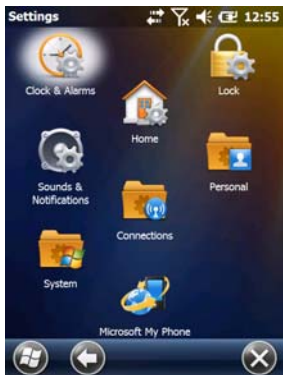 Settings 12:55
Clock & Alarms
Lock
Home
Sounds &
Notifications
Personal
Connections
System
Microsoft My Phone